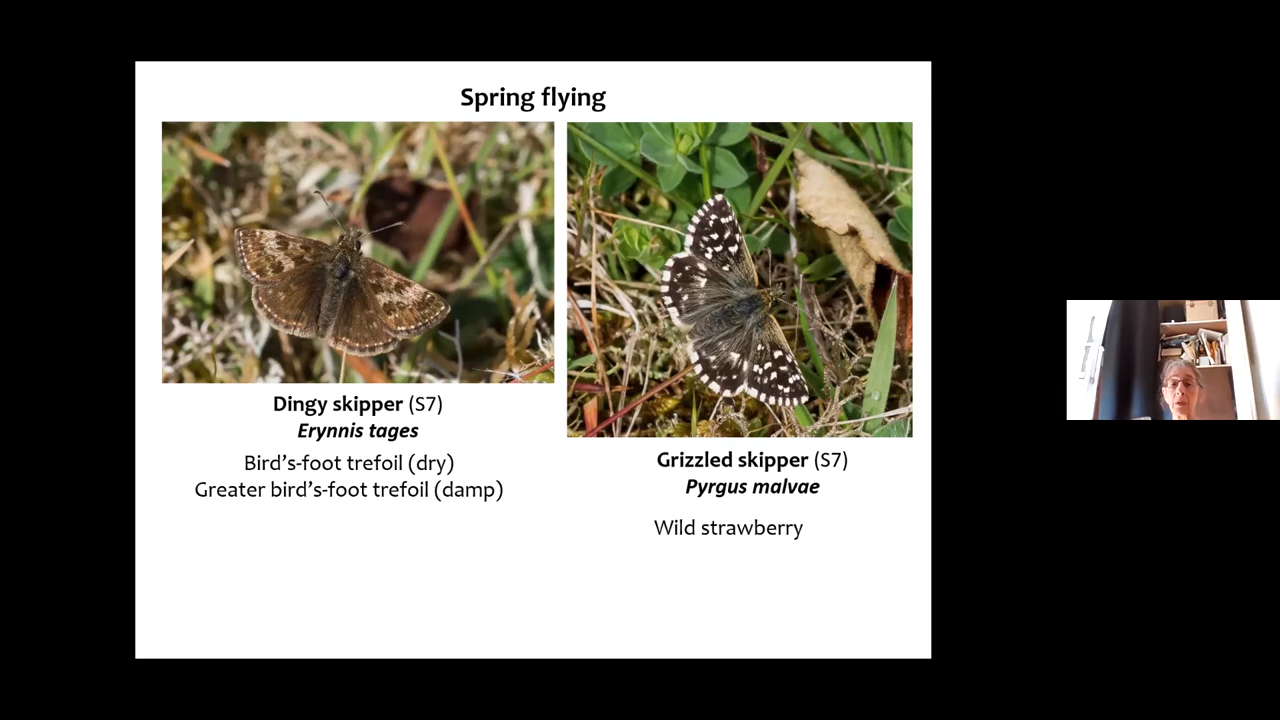 Spring flying
Dingy skipper (S7)
Erynnis tages
Bird’s-foot trefoil (dry)
Greater bird’s-foot trefoil (damp)
Grizzled skipper (S7)
Pyrgus malvae
Wild strawberry